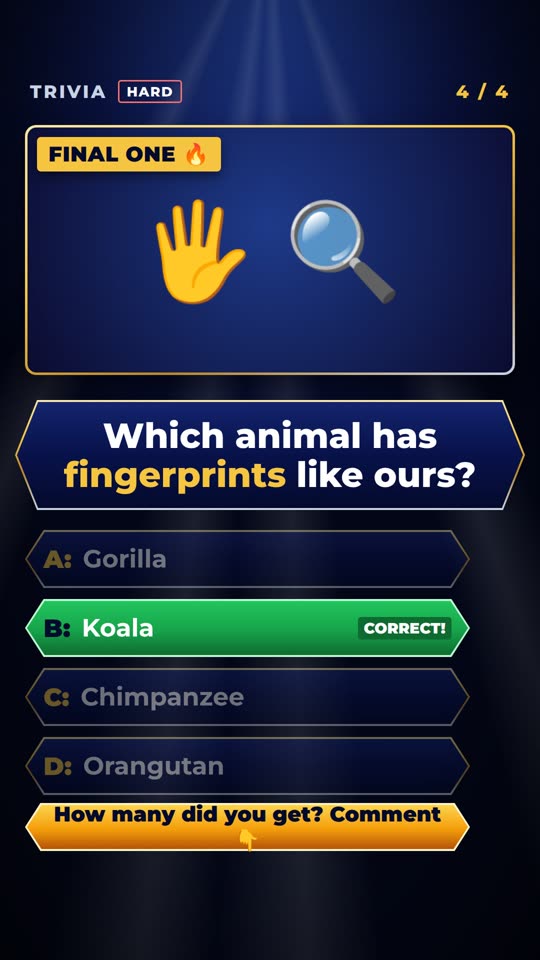 TRIVIA HARD 4 / 4
FINAL ONE 🔥
Which animal has
fingerprints like ours?
A: Gorilla
B: Koala CORRECT!
C: Chimpanzee
D: Orangutan
How many did you get? Comment
👇